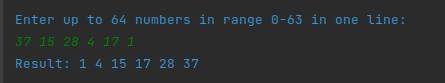 Enter up to 64 numbers in range 0-63 in one line:
37 15 28 4 17 1
Result: 1 4 15 17 28 37